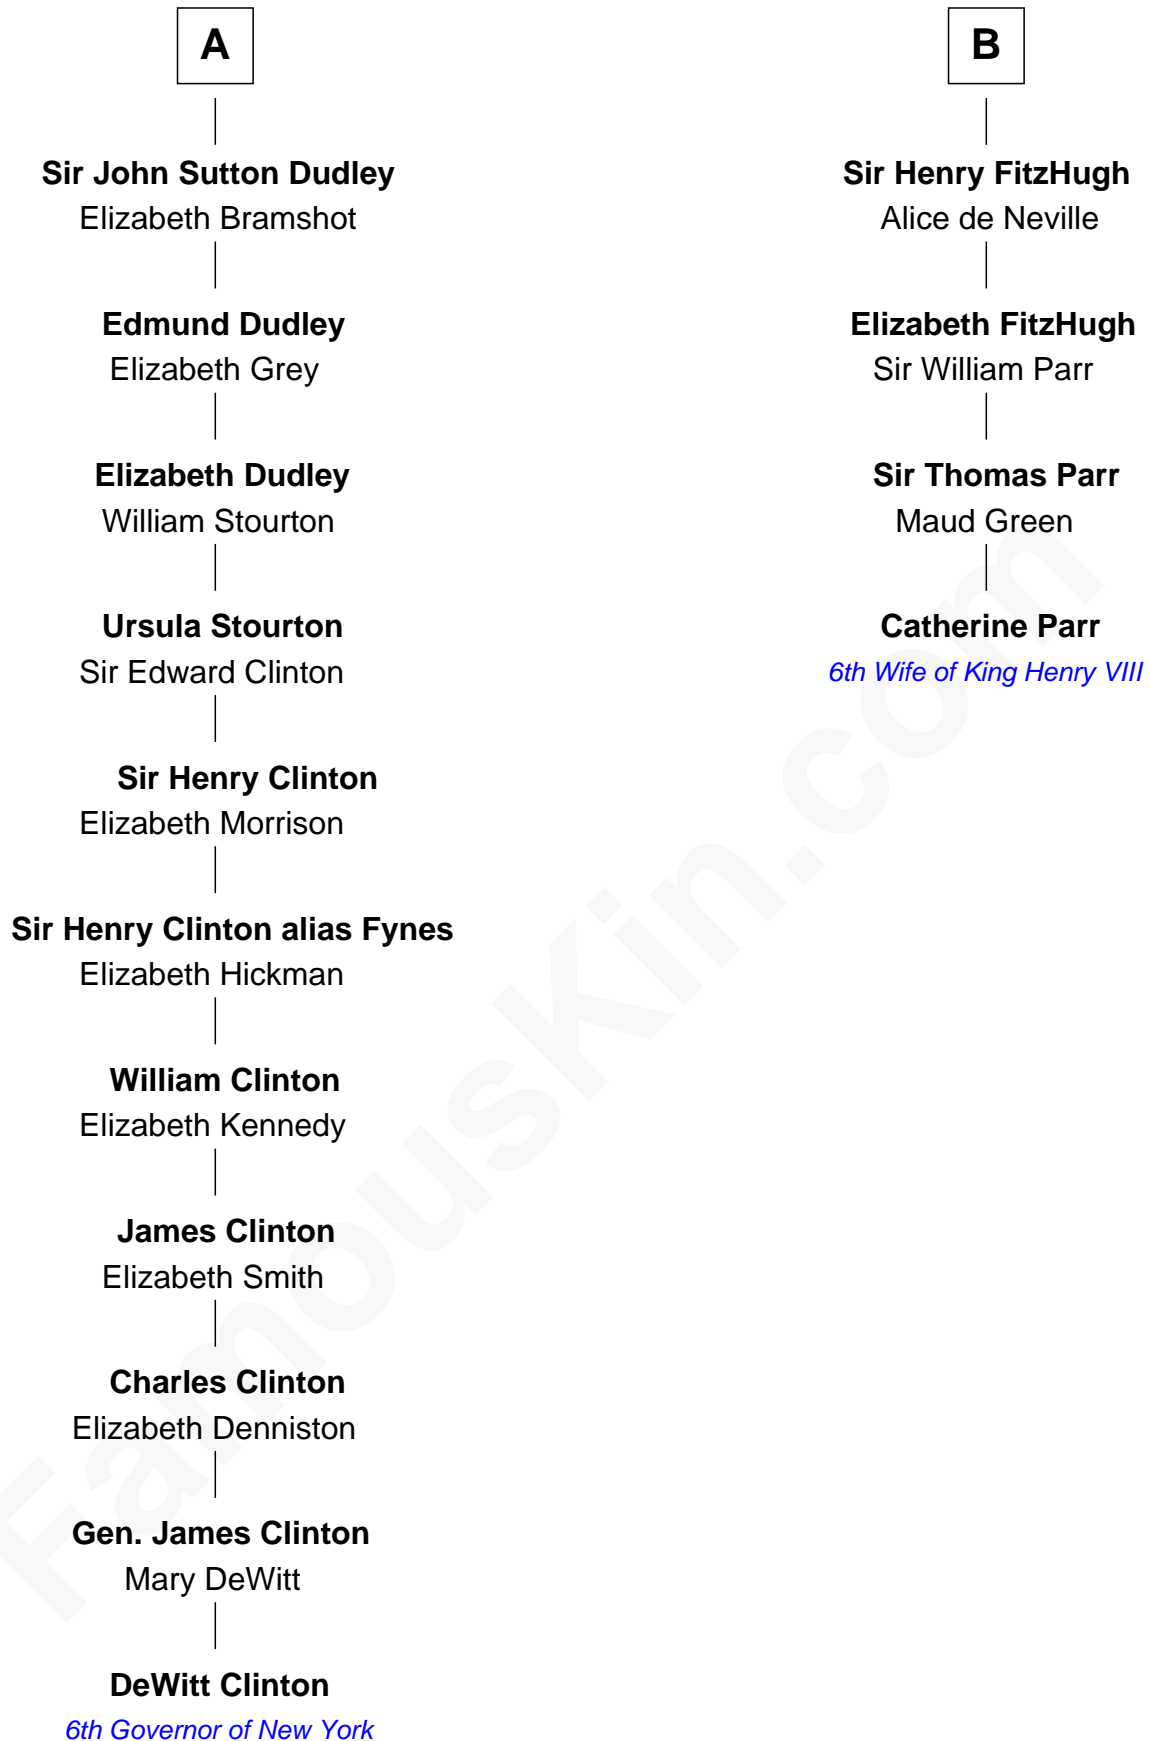 A
Sir John Sutton Dudley
Elizabeth Bramshot
Edmund Dudley
Elizabeth Grey
Elizabeth Dudley
William Stourton
Ursula Stourton
Sir Edward Clinton
Sir Henry Clinton
Elizabeth Morrison
Sir Henry Clinton alias Fynes
Elizabeth Hickman
William Clinton
Elizabeth Kennedy
James Clinton
Elizabeth Smith
Charles Clinton
Elizabeth Denniston
Gen. James Clinton
Mary DeWitt
DeWitt Clinton
6th Governor of New York
B
Sir Henry FitzHugh
Alice de Neville
Elizabeth FitzHugh
Sir William Parr
Sir Thomas Parr
Maud Green
Catherine Parr
6th Wife of King Henry VIII
FamousKin.com